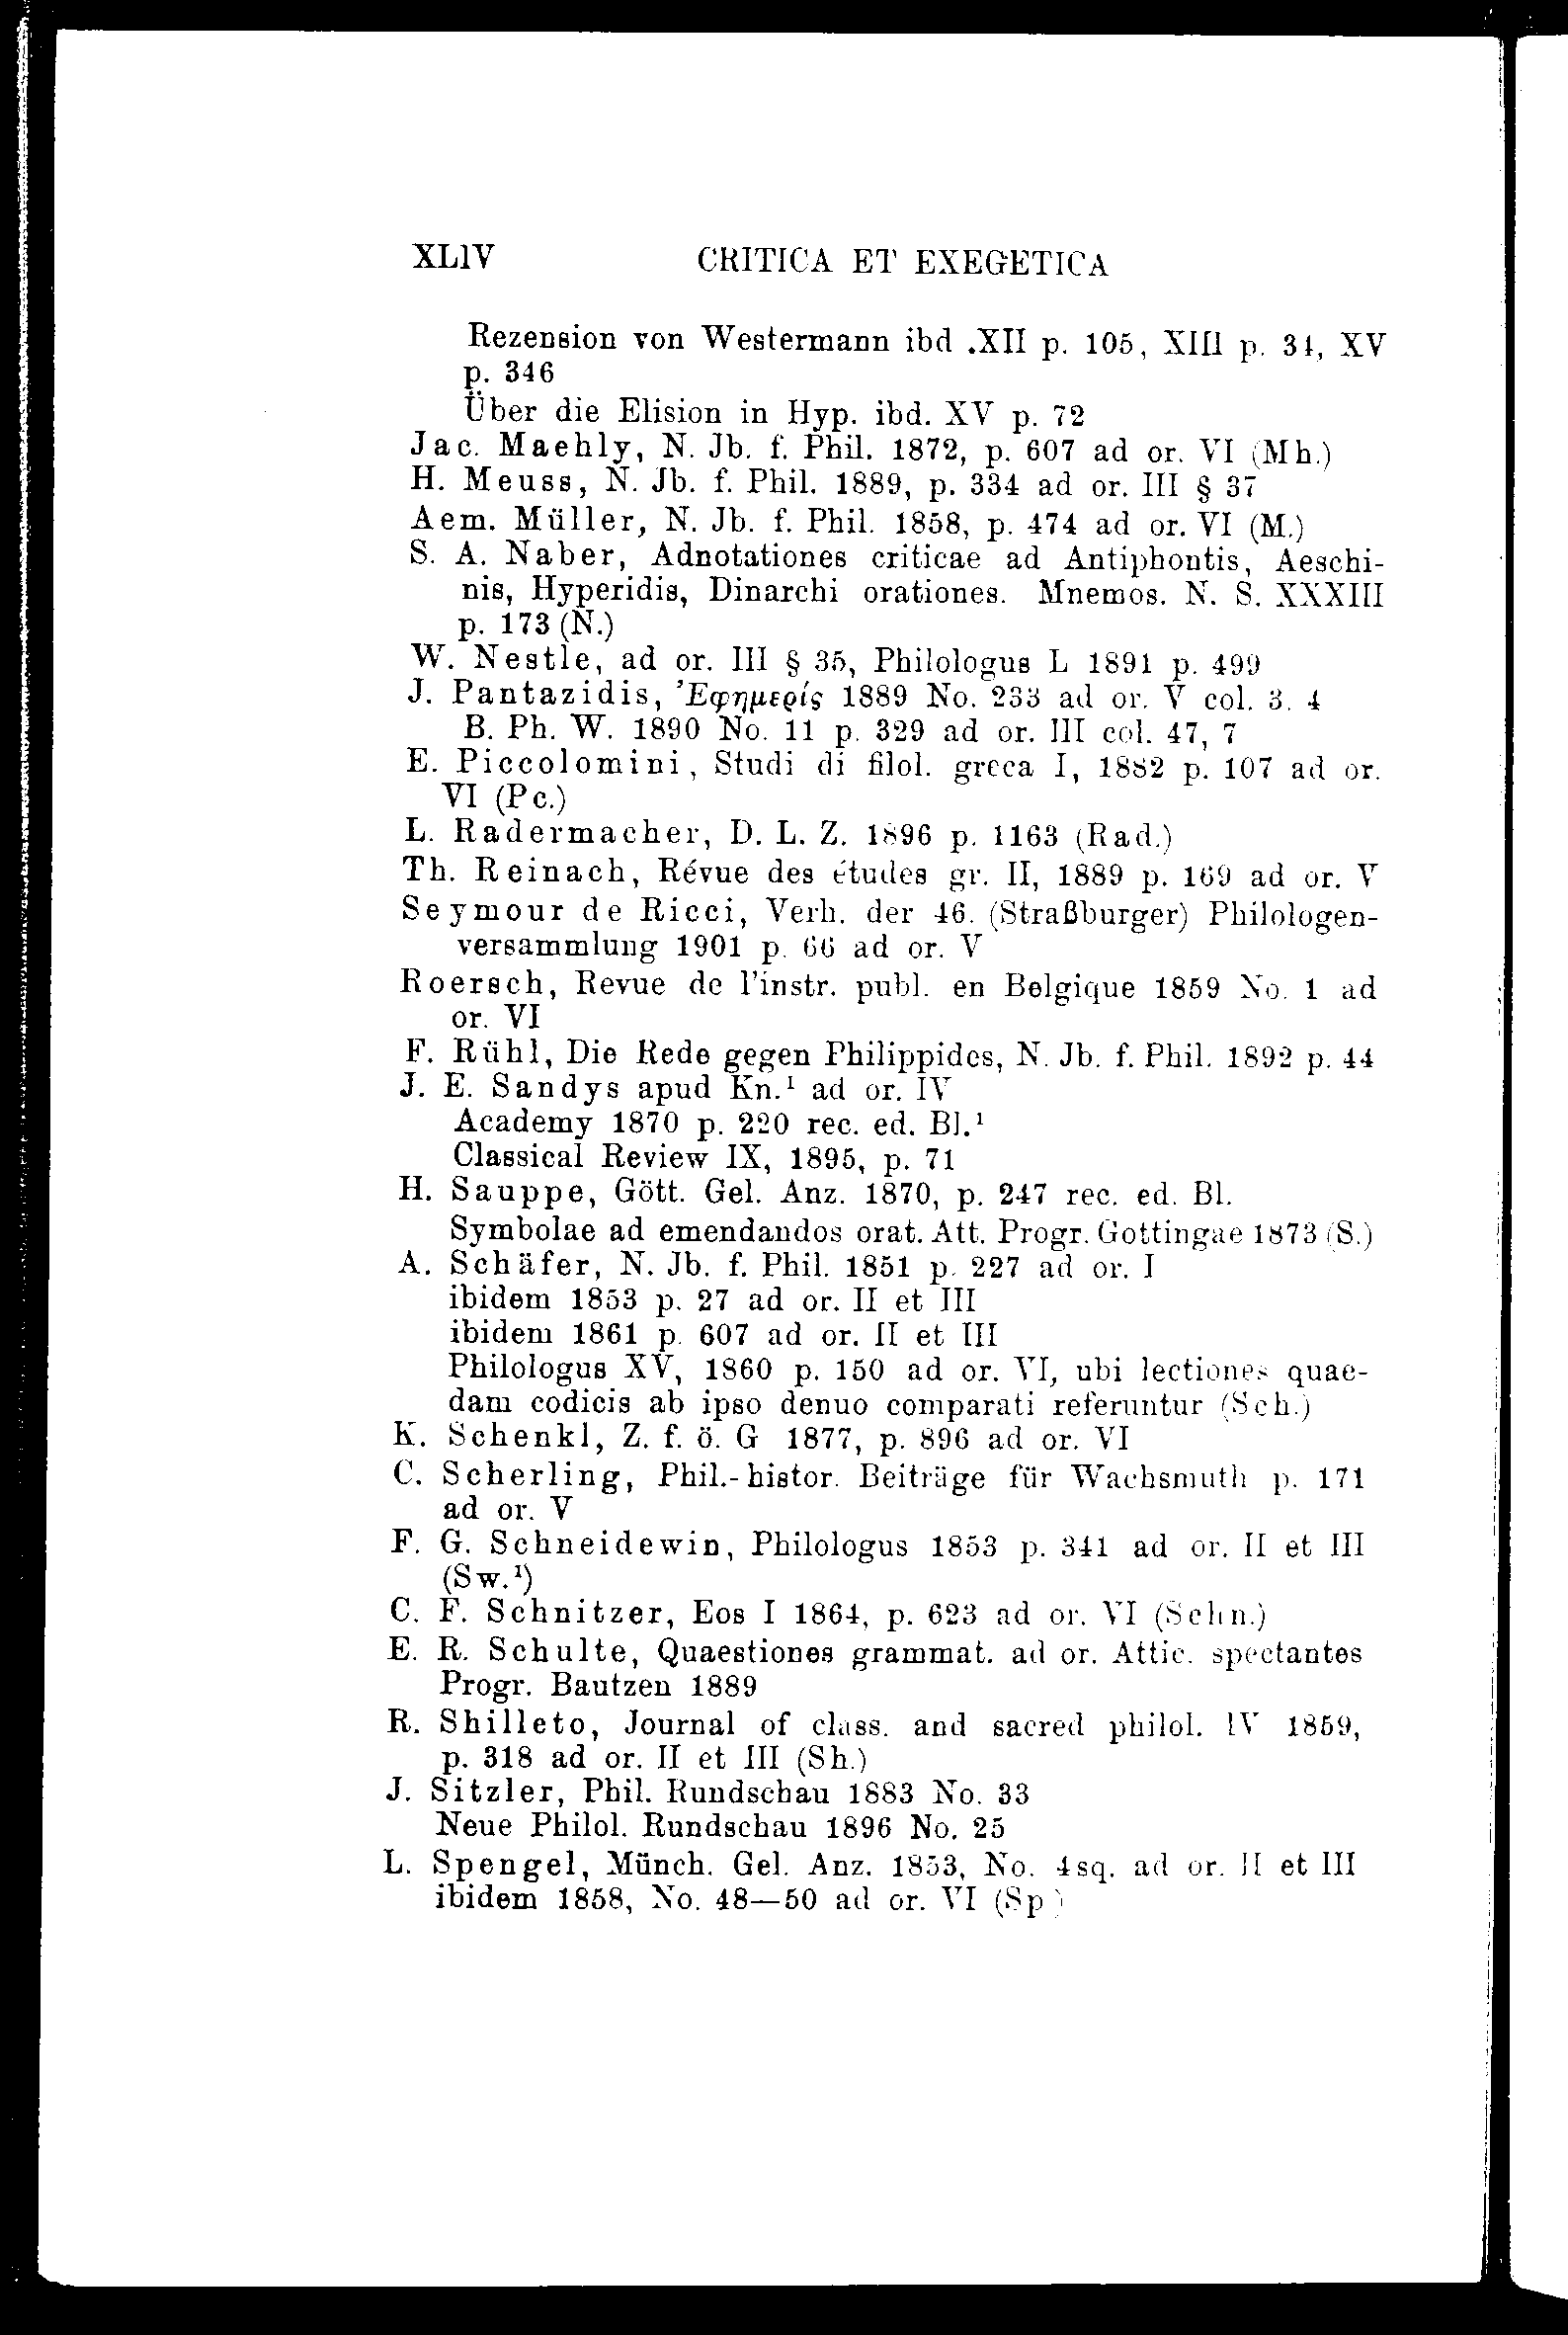 XLIV CRITICA ET EXEGETICA
Rezension von Westermann ibd .XII p. 105, XIII p. 34, XV
p. 346
Über die Elision in Hyp. ibd. XV p. 72
Jac. Maehly, N. Jb. f. Phil. 1872, p. 607 ad or. VI (Mh.)
H. Meuss, N. Jb. f. Phil. 1889, p. 334 ad or. III § 37
Aem. Müller, N. Jb. f. Phil. 1858, p. 474 ad or. VI (M.)
S. A. Naber, Adnotationes criticae ad Antiphontis, Aeschi-
nis, Hyperidis, Dinarchi orationes. Mnemos. N. S. XXXIII
p. 173 (N.)
W. Nestle, ad or. III § 35, Philologus L 1891 p. 499
J. Pantazidis, Ἐφημερίς 1889 No. 233 ad or. V col. 3. 4
B. Ph. W. 1890 No. 11 p. 329 ad or. III col. 47, 7
E. Piccolomini, Studi di filol. greca I, 1882 p. 107 ad or.
VI (Pc.)
L. Radermacher, D. L. Z. 1896 p. 1163 (Rad.)
Th. Reinach, Révue des études gr. II, 1889 p. 169 ad or. V
Seymour de Ricci, Verh. der 46. (Straßburger) Philologen-
versammlung 1901 p. 66 ad or. V
Roersch, Revue de l'instr. publ. en Belgique 1859 No. 1 ad
or. VI
F. Rühl, Die Rede gegen Philippides, N. Jb. f. Phil. 1892 p. 44
J. E. Sandys apud Kn.¹ ad or. IV
Academy 1870 p. 220 rec. ed. Bl.¹
Classical Review IX, 1895, p. 71
H. Sauppe, Gött. Gel. Anz. 1870, p. 247 rec. ed. Bl.
Symbolae ad emendandos orat. Att. Progr. Gottingae 1873 (S.)
A. Schäfer, N. Jb. f. Phil. 1851 p. 227 ad or. I
ibidem 1853 p. 27 ad or. II et III
ibidem 1861 p. 607 ad or. II et III
Philologus XV, 1860 p. 150 ad or. VI, ubi lectiones quae-
dam codicis ab ipso denuo comparati referuntur (Sch.)
K. Schenkl, Z. f. ö. G 1877, p. 896 ad or. VI
C. Scherling, Phil.-histor. Beiträge für Wachsmuth p. 171
ad or. V
F. G. Schneidewin, Philologus 1853 p. 341 ad or. II et III
(Sw.¹)
C. F. Schnitzer, Eos I 1864, p. 623 ad or. VI (Schn.)
E. R. Schulte, Quaestiones grammat. ad or. Attic. spectantes
Progr. Bautzen 1889
R. Shilleto, Journal of class. and sacred philol. IV 1859,
p. 318 ad or. II et III (Sh.)
J. Sitzler, Phil. Rundschau 1883 No. 33
Neue Philol. Rundschau 1896 No. 25
L. Spengel, Münch. Gel. Anz. 1853, No. 4 sq. ad or. II et III
ibidem 1858, No. 48—50 ad or. VI (Sp)